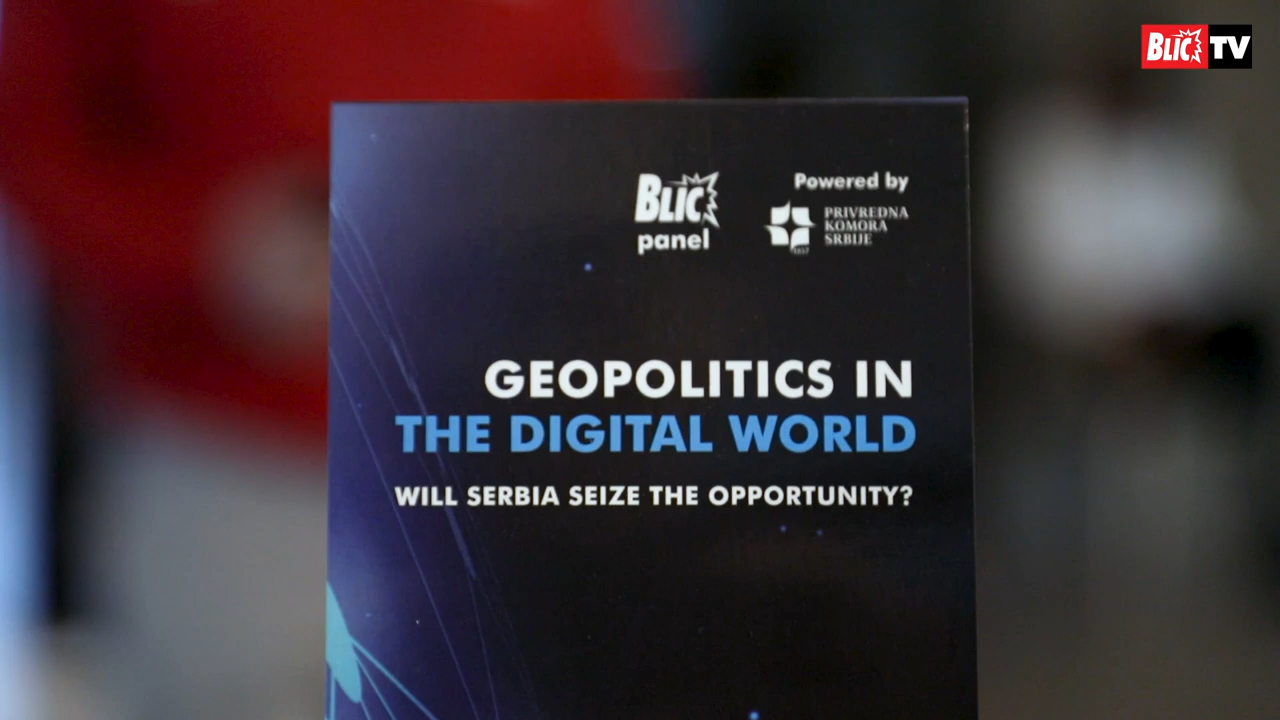 BLIC TV
BLIC
panel
Powered by
PRIVREDNA
KOMORA
SRBIJE
1857
GEOPOLITICS IN
THE DIGITAL WORLD
WILL SERBIA SEIZE THE OPPORTUNITY?